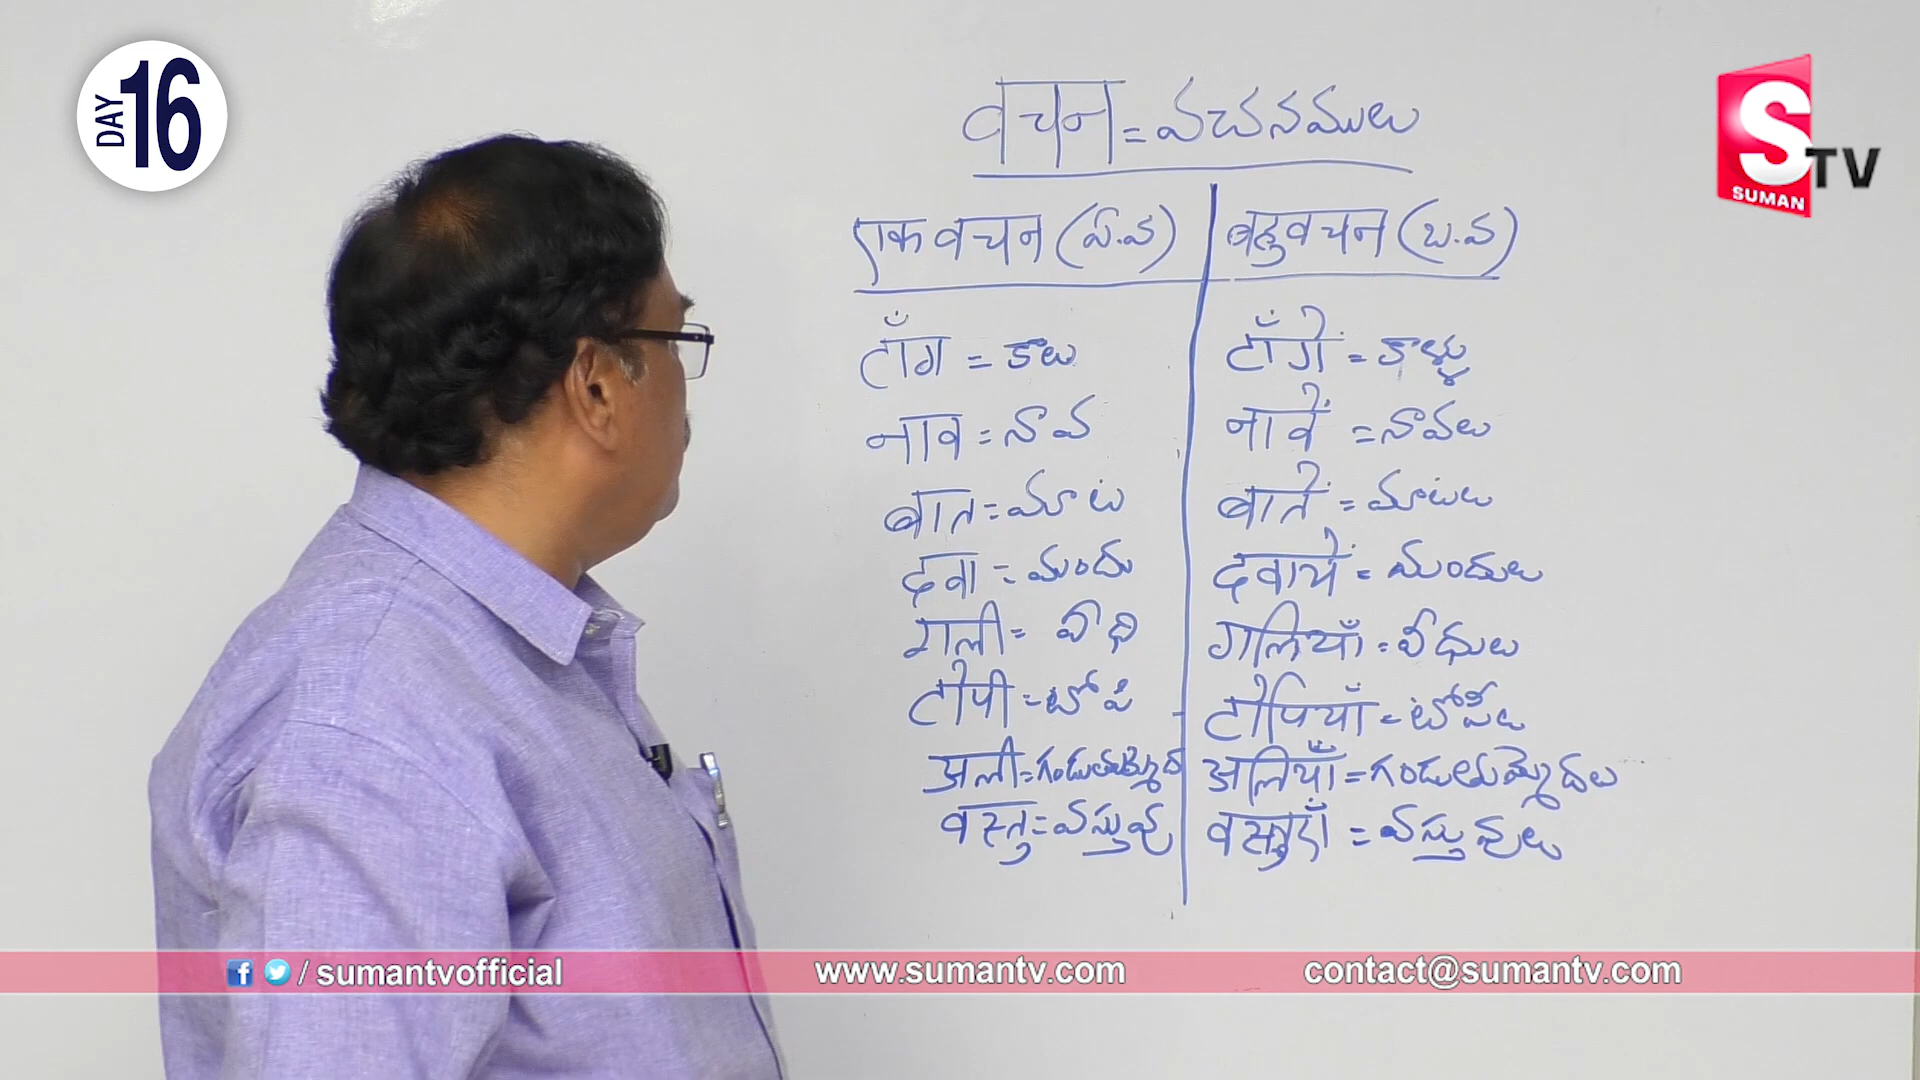 DAY 16
S TV
SUMAN
वचन = వచనములు
एकवचन (ఏ.వ) बहुवचन (బ.వ)
टाँग = కాలు टाँगें = కాళ్ళు
नाव = నావ नावें = నావలు
बात = మాట बातें = మాటలు
दवा = మందు दवायें = మందులు
गली = వీధి गलियाँ = వీధులు
टोपी = టోపి टोपियाँ = టోపీలు
अली = గండుతుమ్మెద अलियाँ = గండుతుమ్మెదలు
वस्तु = వస్తువు वस्तुएँ = వస్తువులు
/ sumantvofficial www.sumantv.com contact@sumantv.com